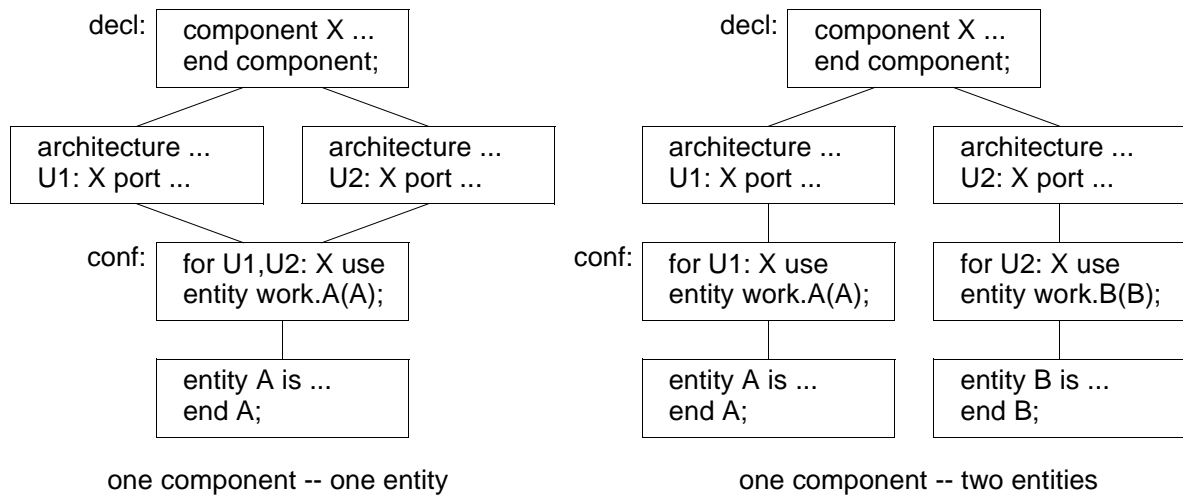 decl:
component X ...
end component;
architecture ...
U1: X port ...
architecture ...
U2: X port ...
conf:
for U1,U2: X use
entity work.A(A);
entity A is ...
end A;
one component -- one entity
decl:
component X ...
end component;
architecture ...
U1: X port ...
architecture ...
U2: X port ...
conf:
for U1: X use
entity work.A(A);
for U2: X use
entity work.B(B);
entity A is ...
end A;
entity B is ...
end B;
one component -- two entities